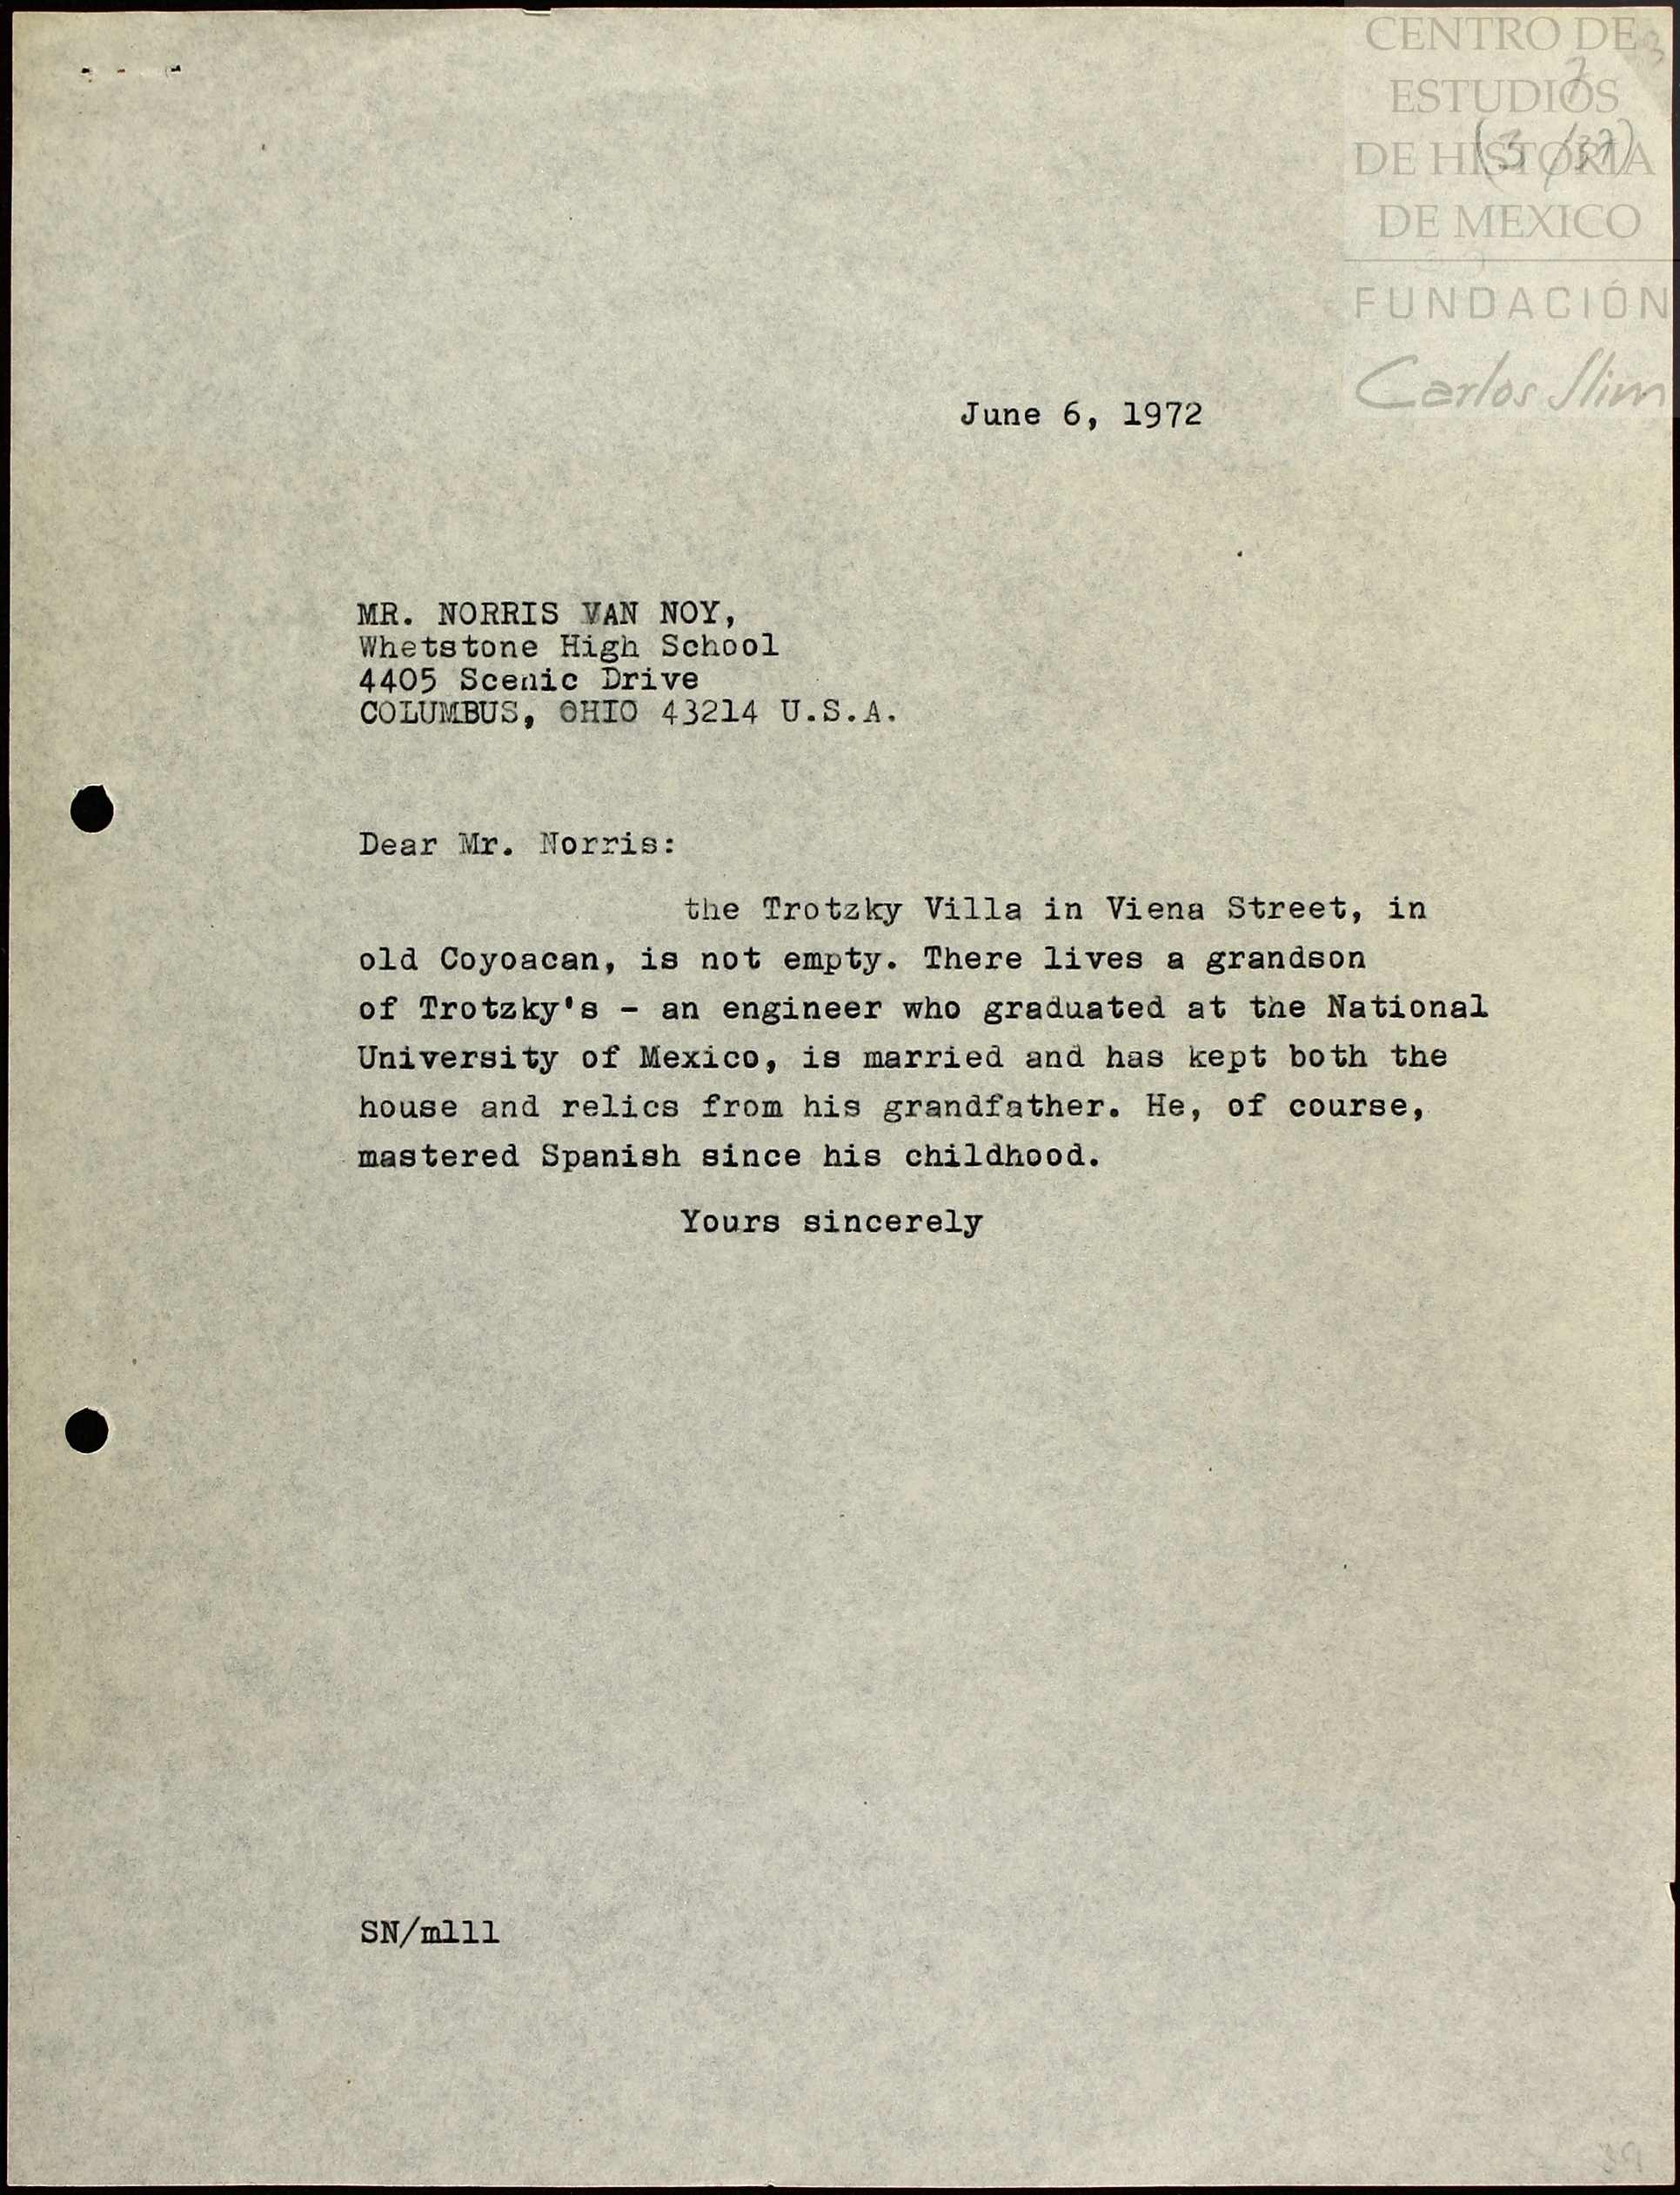 CENTRO DE
ESTUDIOS
DE HISTORIA
DE MEXICO
FUNDACIÓN
Carlos Slim
June 6, 1972
MR. NORRIS VAN NOY,
Whetstone High School
4405 Scenic Drive
COLUMBUS, OHIO 43214 U.S.A.
Dear Mr. Norris:
the Trotzky Villa in Viena Street, in
old Coyoacan, is not empty. There lives a grandson
of Trotzky's - an engineer who graduated at the National
University of Mexico, is married and has kept both the
house and relics from his grandfather. He, of course,
mastered Spanish since his childhood.
Yours sincerely
SN/mlll